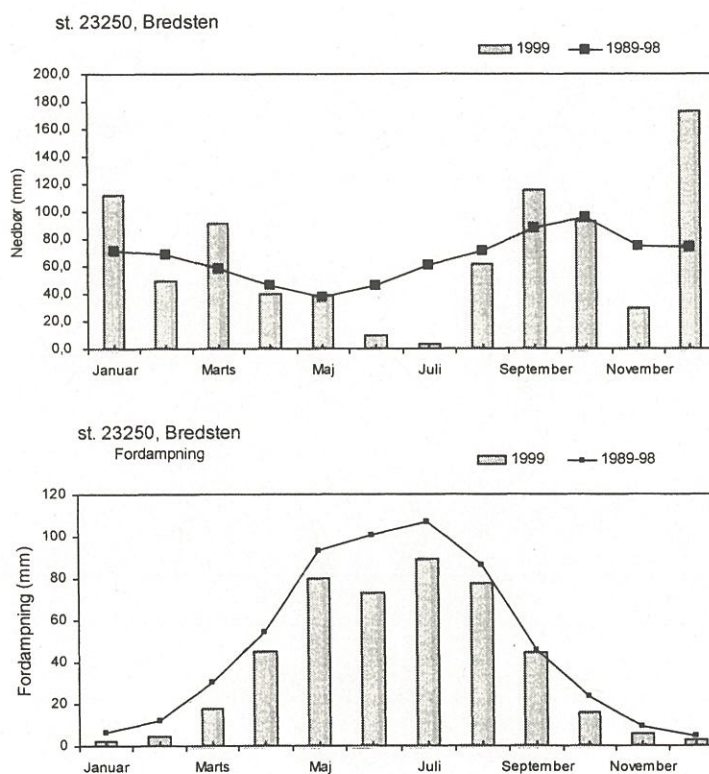 st. 23250, Bredsten
1999 1989-98
Nedbør (mm)
200,0
180,0
160,0
140,0
120,0
100,0
80,0
60,0
40,0
20,0
0,0
Januar Marts Maj Juli September November
st. 23250, Bredsten
Fordampning
1999 1989-98
Fordampning (mm)
120
100
80
60
40
20
0
Januar Marts Maj Juli September November